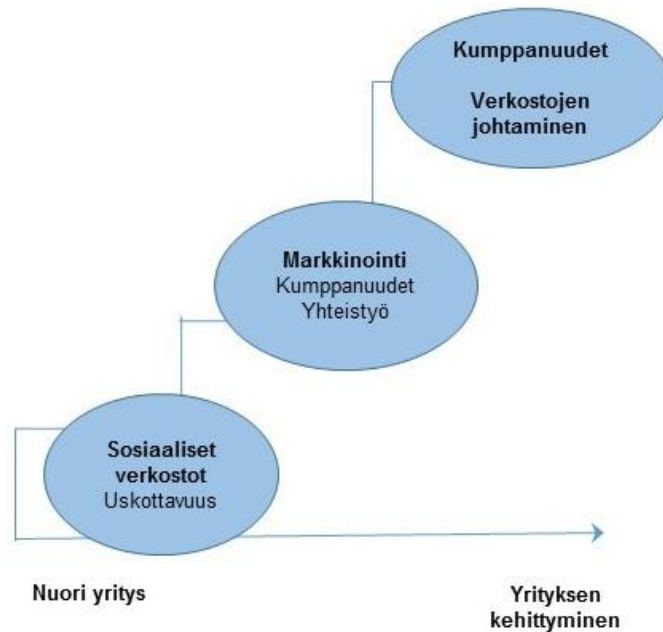 Kumppanuudet
Verkostojen
johtaminen
Markkinointi
Kumppanuudet
Yhteistyö
Sosiaaliset
verkostot
Uskottavuus
Nuori yritys
Yrityksen
kehittyminen